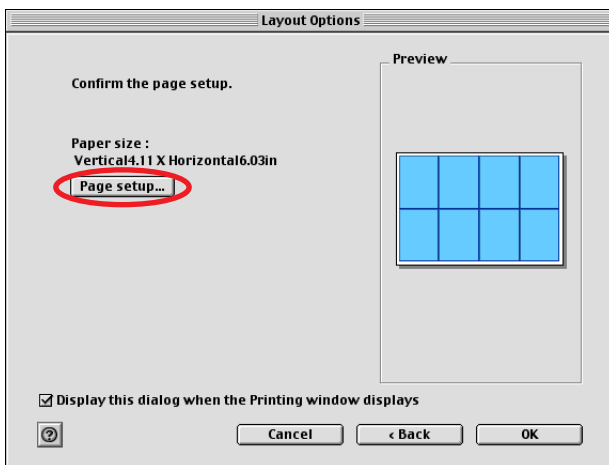 Layout Options
Confirm the page setup.
Preview
Paper size :
Vertical4.11 X Horizontal6.03in
Page setup...
Display this dialog when the Printing window displays
?
Cancel
‹ Back
OK